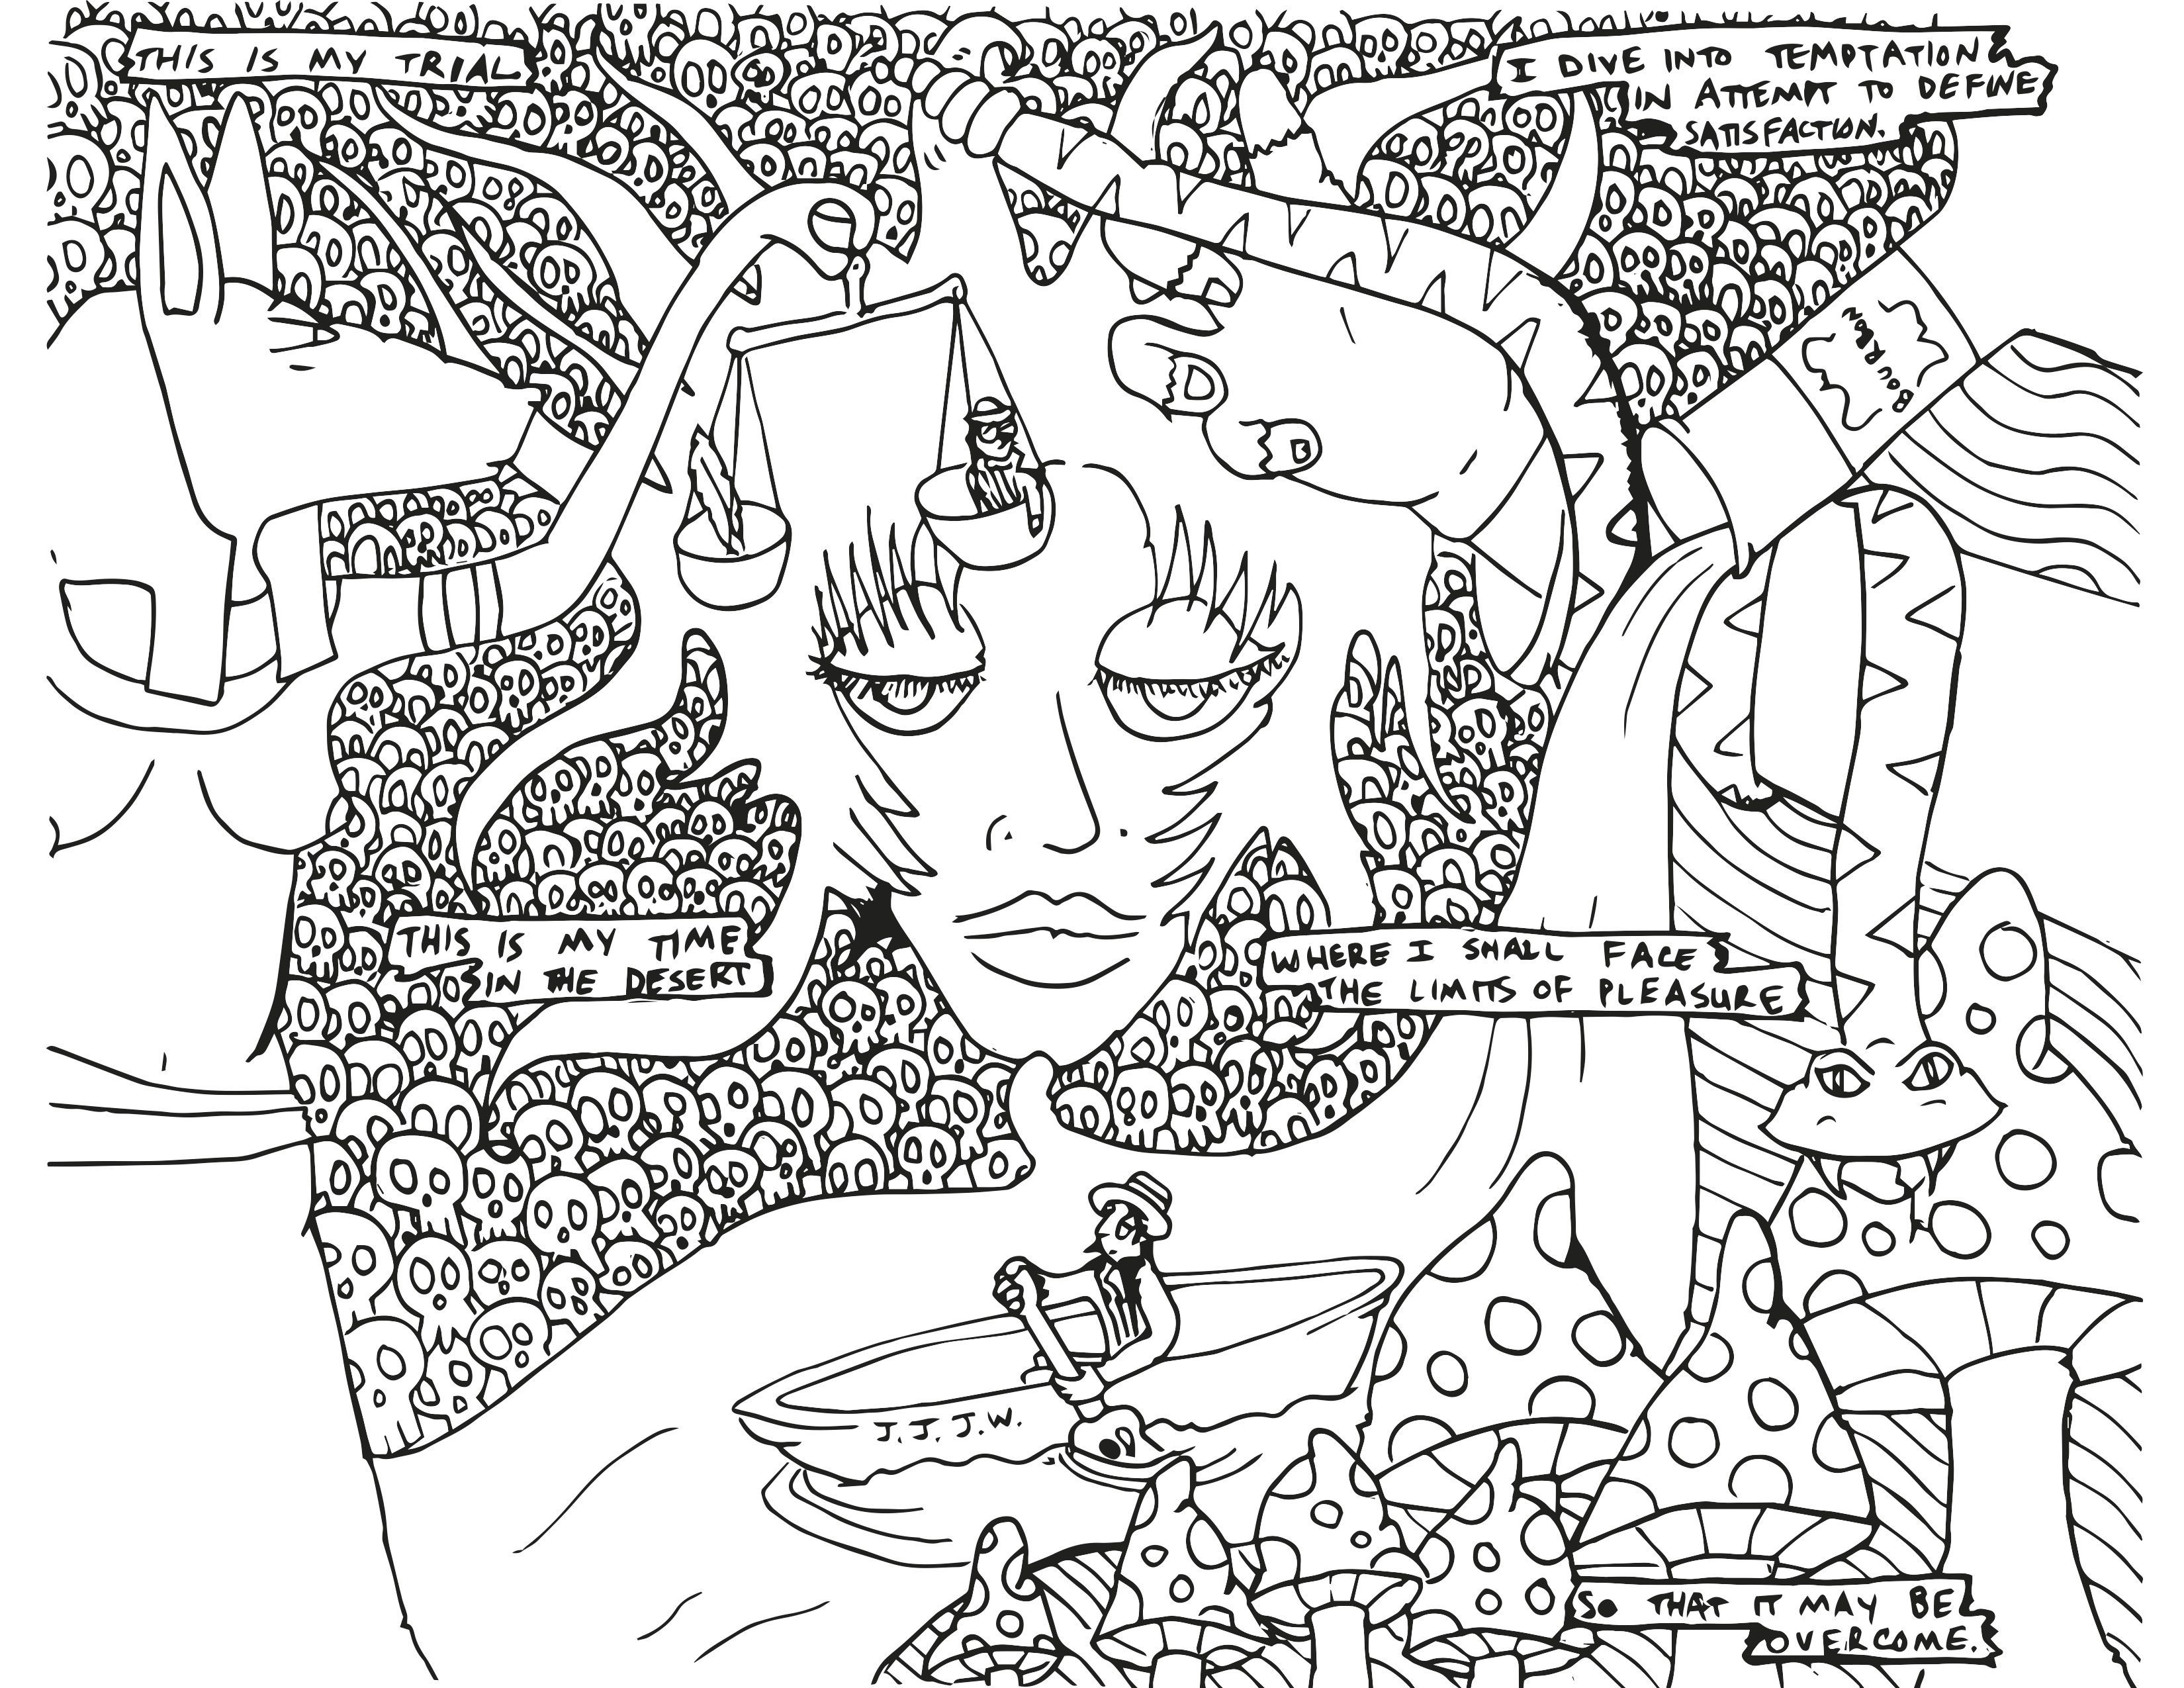 THIS IS MY TRIAL
I DIVE INTO TEMPTATION
IN ATTEMPT TO DEFINE
SATISFACTION.
BOURBON
THIS IS MY TIME
IN THE DESERT
WHERE I SHALL FACE
THE LIMITS OF PLEASURE
J.J.J.W.
SO THAT IT MAY BE
OVERCOME.